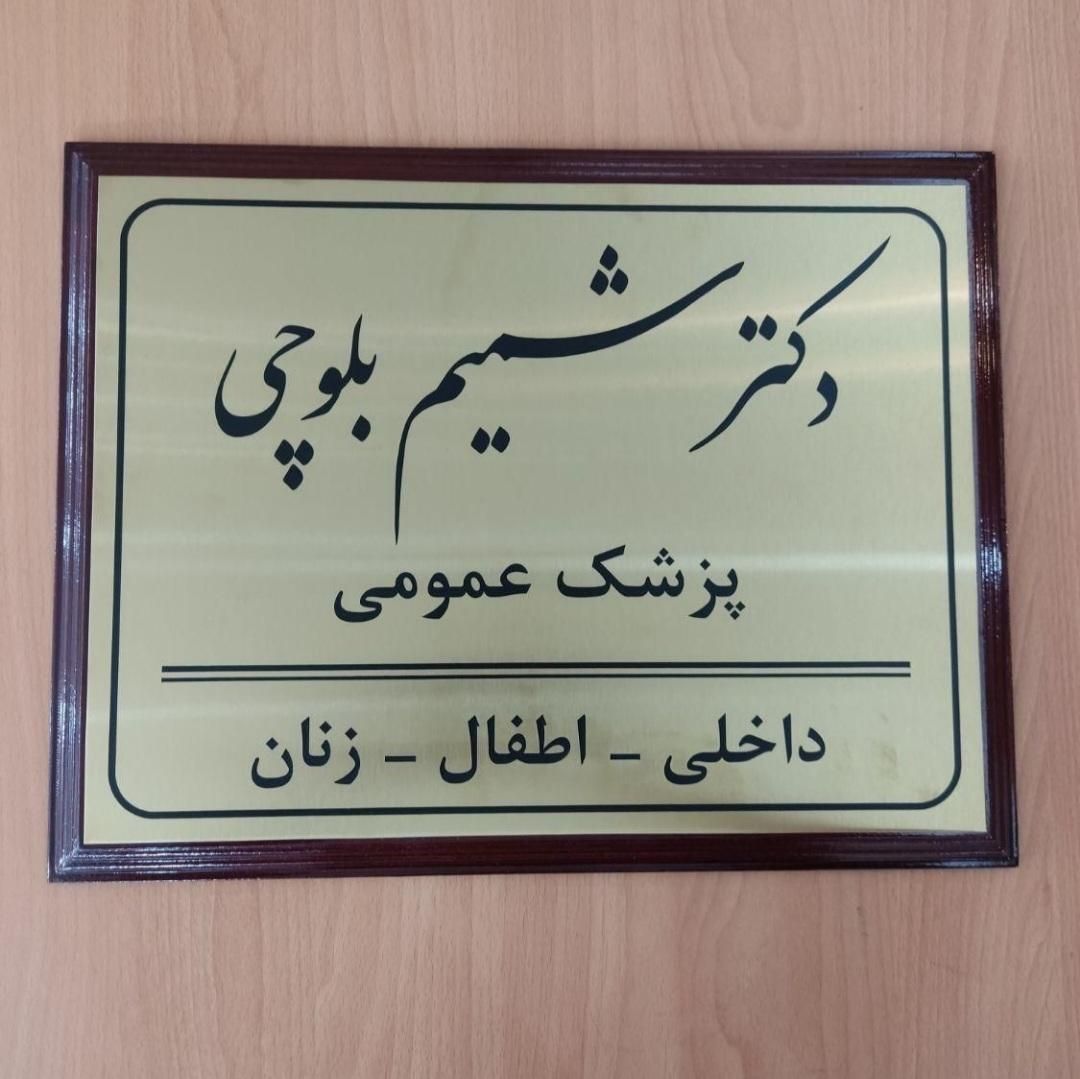 دکتر شمیم بلوچی
پزشک عمومی
داخلی - اطفال - زنان